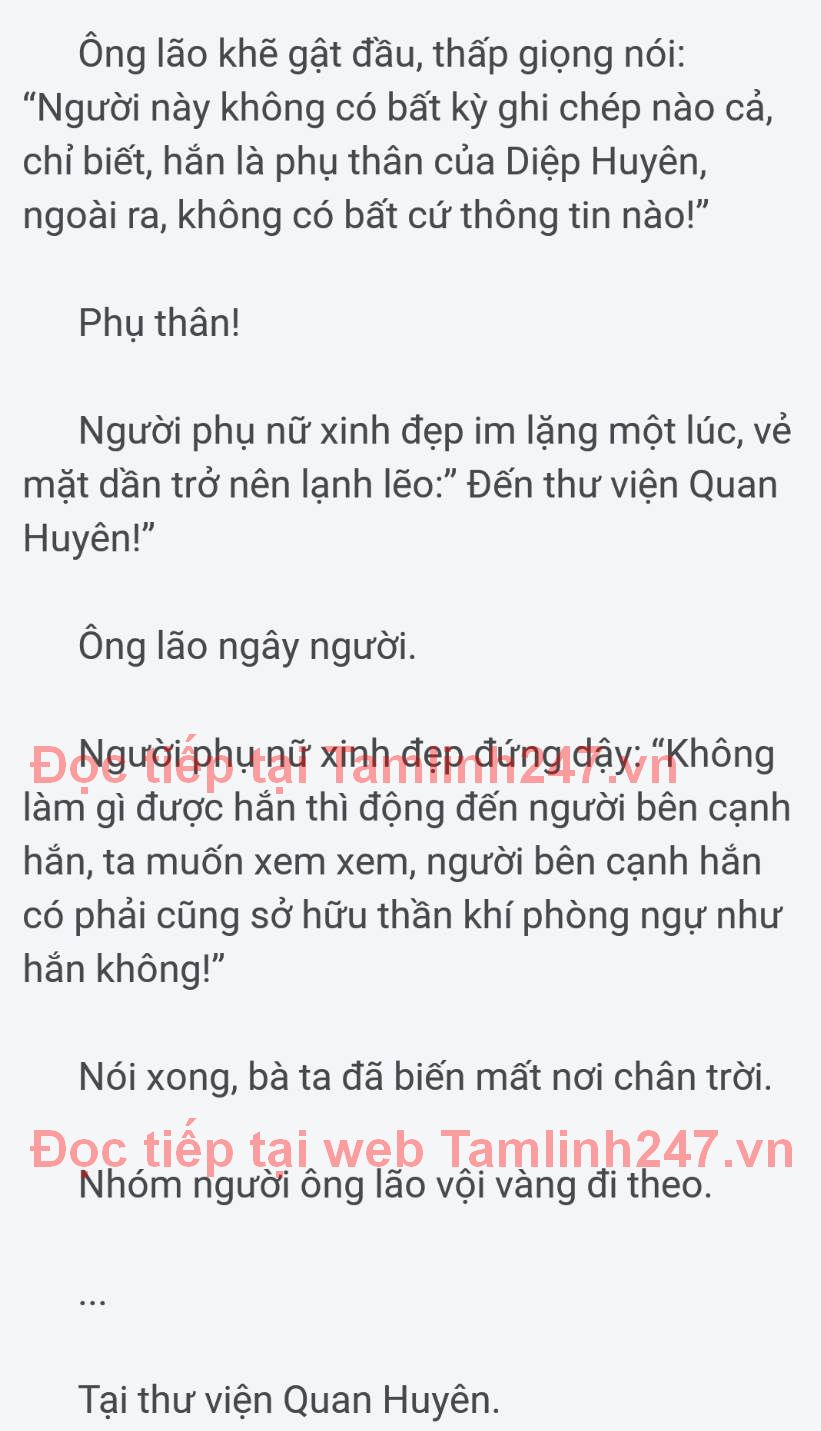 Ông lão khẽ gật đầu, thấp giọng nói:
“Người này không có bất kỳ ghi chép nào cả,
chỉ biết, hắn là phụ thân của Diệp Huyên,
ngoài ra, không có bất cứ thông tin nào!”
Phụ thân!
Người phụ nữ xinh đẹp im lặng một lúc, vẻ
mặt dần trở nên lạnh lẽo:” Đến thư viện Quan
Huyên!”
Ông lão ngây người.
Người phụ nữ xinh đẹp đứng dậy: “Không
Đọc tiếp tại Tamlinh247.vn
làm gì được hắn thì động đến người bên cạnh
hắn, ta muốn xem xem, người bên cạnh hắn
có phải cũng sở hữu thần khí phòng ngự như
hắn không!”
Nói xong, bà ta đã biến mất nơi chân trời.
Đọc tiếp tại web Tamlinh247.vn
Nhóm người ông lão vội vàng đi theo.
...
Tại thư viện Quan Huyên.